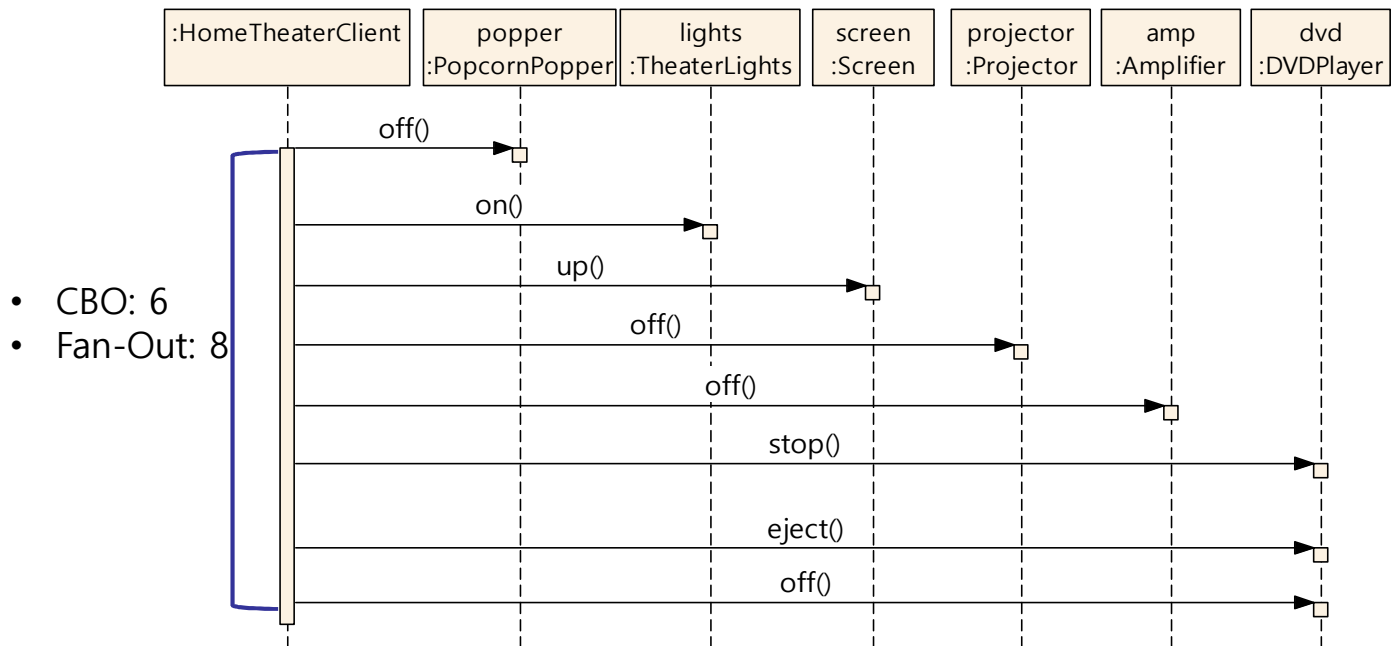 :HomeTheaterClient
popper
:PopcornPopper
lights
:TheaterLights
screen
:Screen
projector
:Projector
amp
:Amplifier
dvd
:DVDPlayer
off()
on()
up()
• CBO: 6
• Fan-Out: 8
off()
off()
stop()
eject()
off()